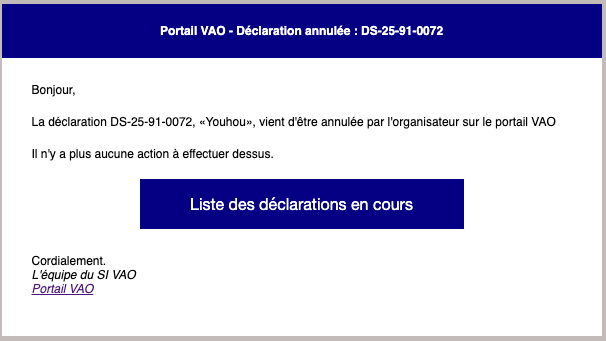 Portail VAO - Déclaration annulée : DS-25-91-0072
Bonjour,
La déclaration DS-25-91-0072, «Youhou», vient d'être annulée par l'organisateur sur le portail VAO
Il n'y a plus aucune action à effectuer dessus.
Liste des déclarations en cours
Cordialement.
L'équipe du SI VAO
Portail VAO